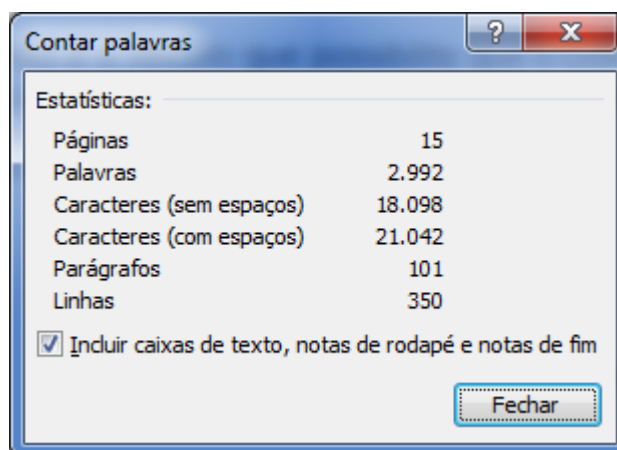 Contar palavras
Estatísticas:
Páginas 15
Palavras 2.992
Caracteres (sem espaços) 18.098
Caracteres (com espaços) 21.042
Parágrafos 101
Linhas 350
Incluir caixas de texto, notas de rodapé e notas de fim
Fechar